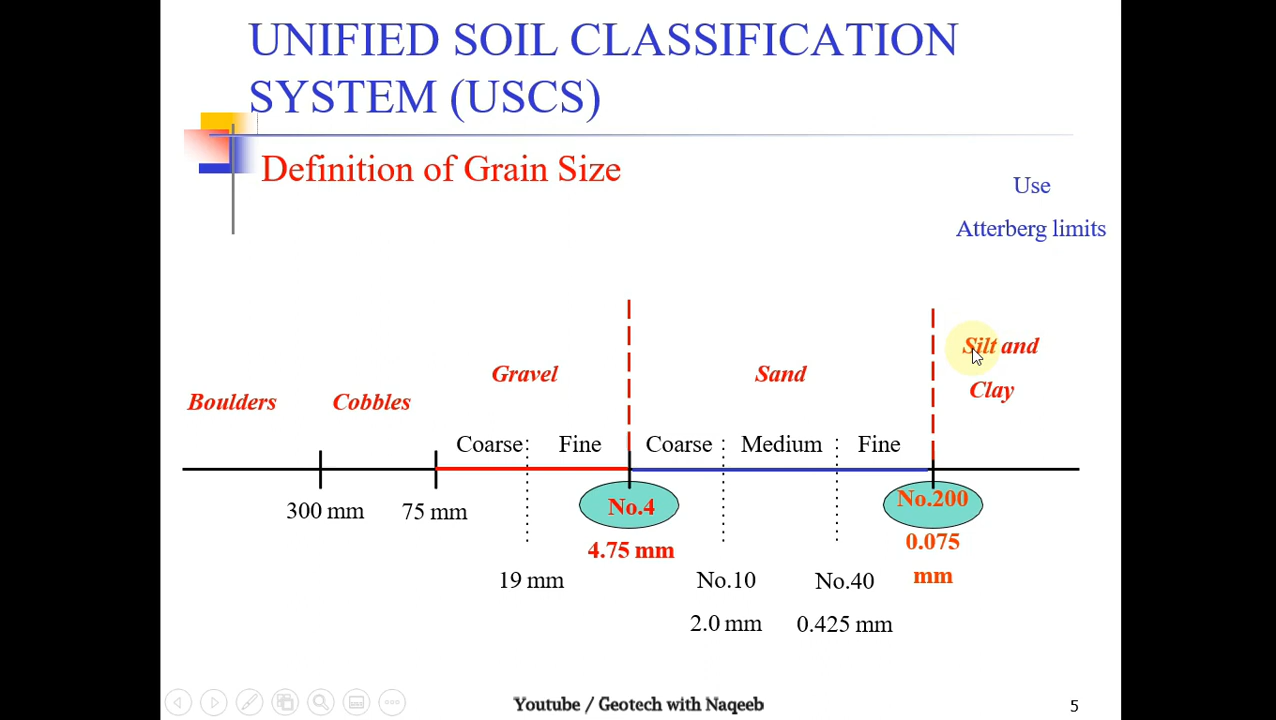 UNIFIED SOIL CLASSIFICATION
SYSTEM (USCS)
Definition of Grain Size
Use
Atterberg limits
Silt and
Clay
Gravel
Sand
Boulders
Cobbles
Coarse
Fine
Coarse
Medium
Fine
300 mm
75 mm
No.4
4.75 mm
No.200
0.075
mm
19 mm
No.10
2.0 mm
No.40
0.425 mm
Youtube / Geotech with Naqeeb
5